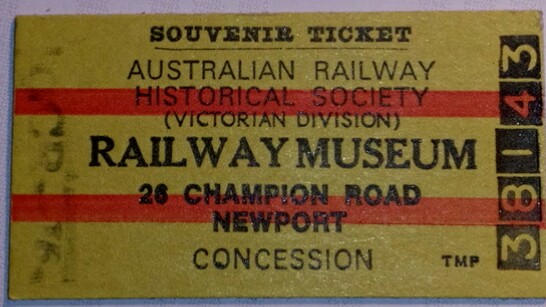 SOUVENIR TICKET
AUSTRALIAN RAILWAY
HISTORICAL SOCIETY
(VICTORIAN DIVISION)
RAILWAY MUSEUM
26 CHAMPION ROAD
NEWPORT
CONCESSION TMP
38143